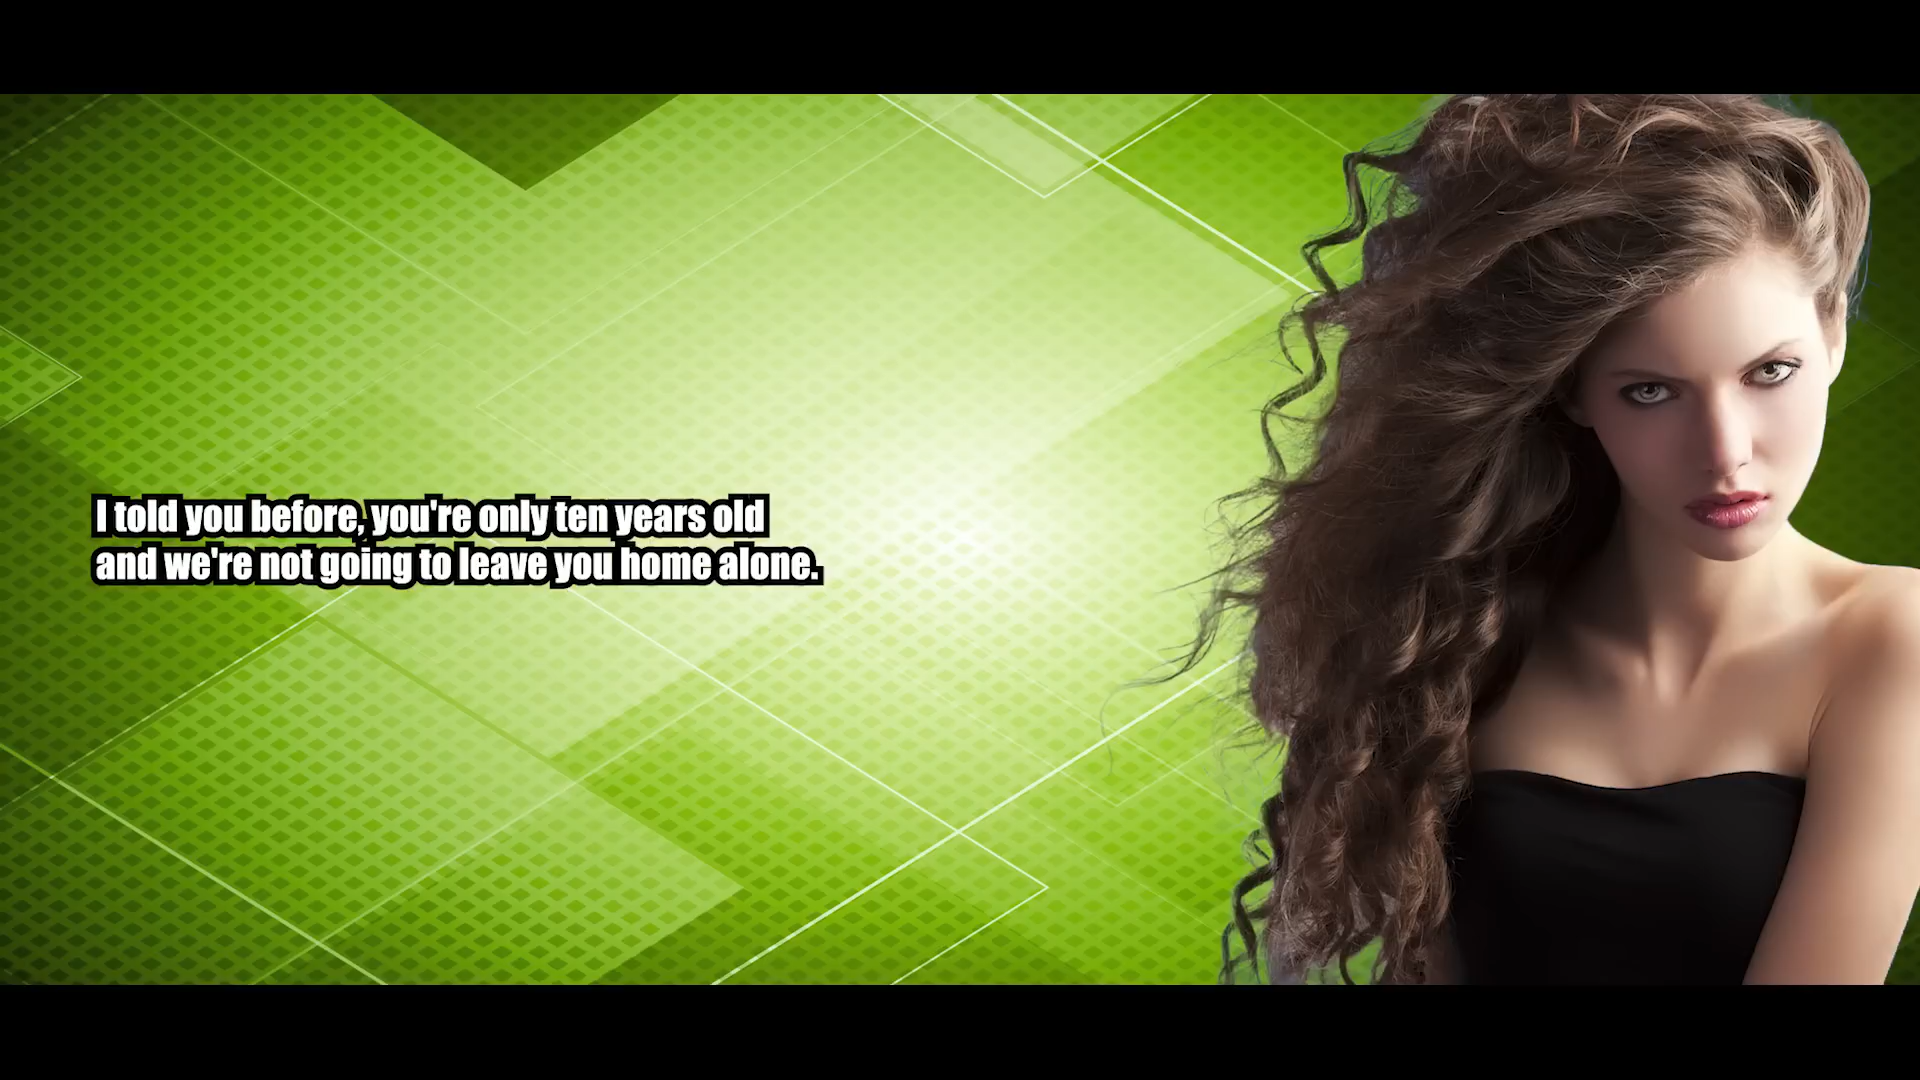 I told you before, you're only ten years old
and we're not going to leave you home alone.